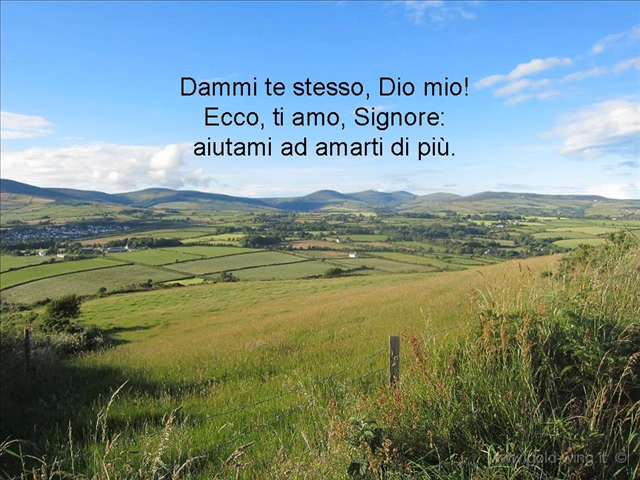 Dammi te stesso, Dio mio!
Ecco, ti amo, Signore:
aiutami ad amarti di più.
www.gold-wing.it ©